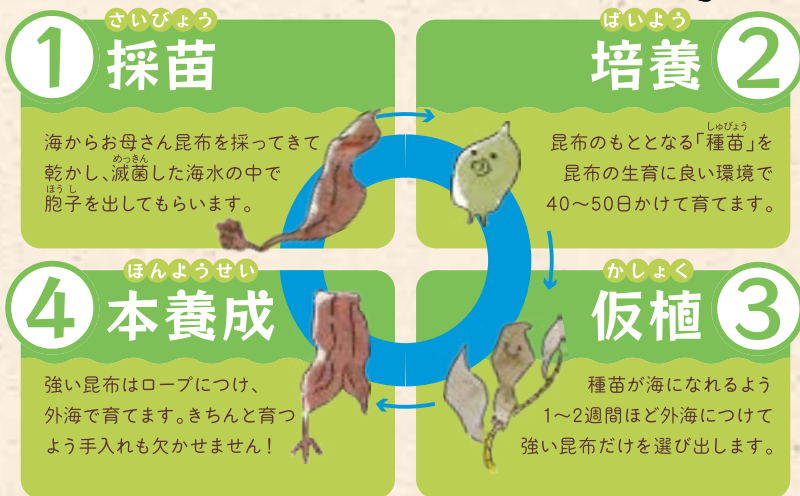 さいびょう
1 採苗
海からお母さん昆布を採ってきて
めっきん
乾かし、滅菌した海水の中で
ほうし
胞子を出してもらいます。
ばいよう
培養 2
しゅびょう
昆布のもととなる「種苗」を
昆布の生育に良い環境で
40～50日かけて育てます。
かしょく
仮植 3
種苗が海になれるよう
1～2週間ほど外海につけて
強い昆布だけを選び出します。
ほんようせい
4 本養成
強い昆布はロープにつけ、
外海で育てます。きちんと育つ
よう手入れも欠かせません！